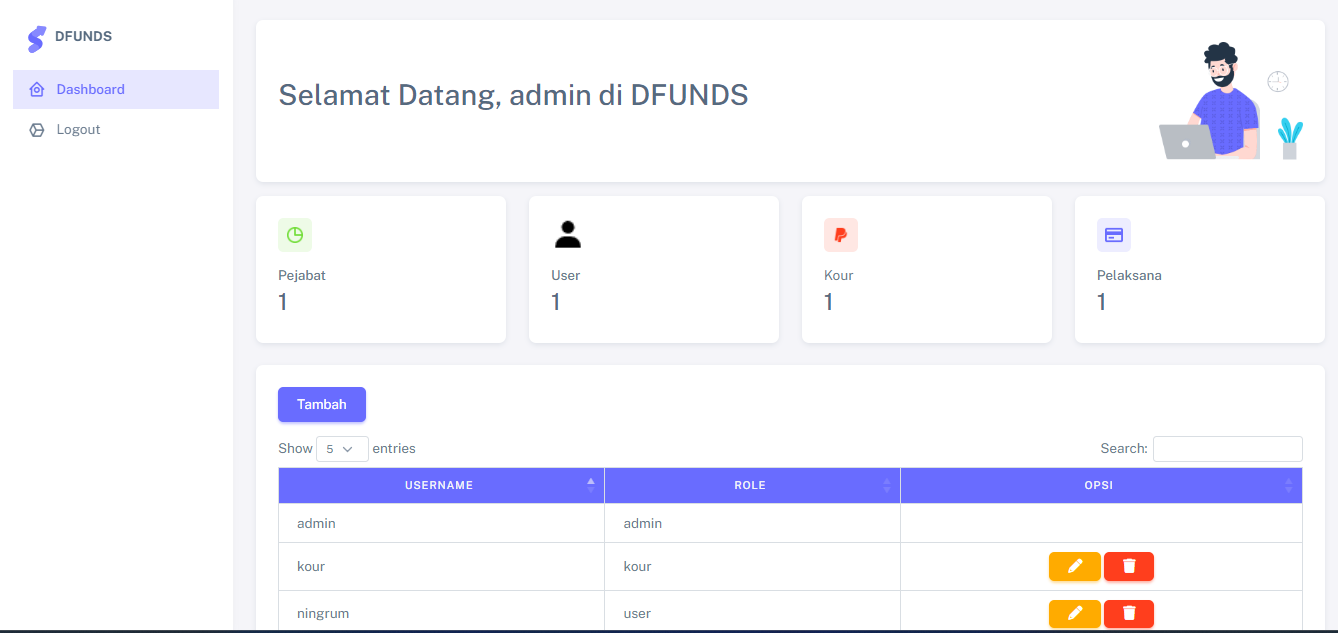 DFUNDS
Dashboard
Logout
Selamat Datang, admin di DFUNDS
Pejabat
1
User
1
Kour
1
Pelaksana
1
Tambah
Show 5 entries
Search:
USERNAME ROLE OPSI
admin admin
kour kour
ningrum user